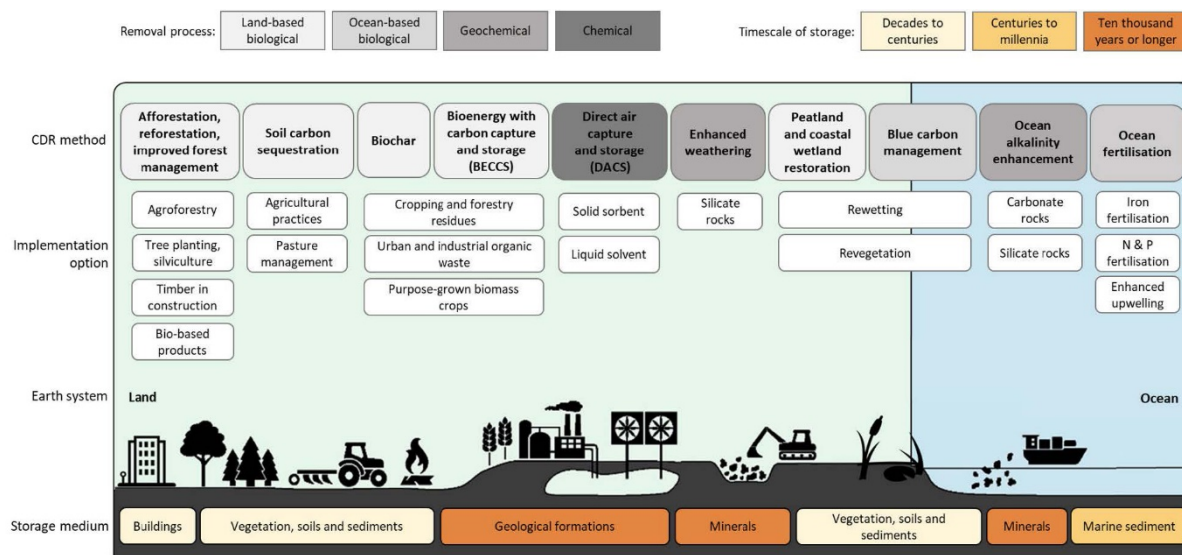 Removal process:
Land-based
biological
Ocean-based
biological
Geochemical
Chemical
Timescale of storage:
Decades to
centuries
Centuries to
millennia
Ten thousand
years or longer
CDR method
Afforestation,
reforestation,
improved forest
management
Soil carbon
sequestration
Biochar
Bioenergy with
carbon capture
and storage
(BECCS)
Direct air
capture
and storage
(DACS)
Enhanced
weathering
Peatland
and coastal
wetland
restoration
Blue carbon
management
Ocean
alkalinity
enhancement
Ocean
fertilisation
Implementation
option
Agroforestry
Tree planting,
silviculture
Timber in
construction
Bio-based
products
Agricultural
practices
Pasture
management
Cropping and forestry
residues
Urban and industrial organic
waste
Purpose-grown biomass
crops
Solid sorbent
Liquid solvent
Silicate
rocks
Rewetting
Revegetation
Carbonate
rocks
Silicate rocks
Iron
fertilisation
N & P
fertilisation
Enhanced
upwelling
Earth system
Land
Ocean
Storage medium
Buildings
Vegetation, soils and sediments
Geological formations
Minerals
Vegetation, soils and
sediments
Minerals
Marine sediment